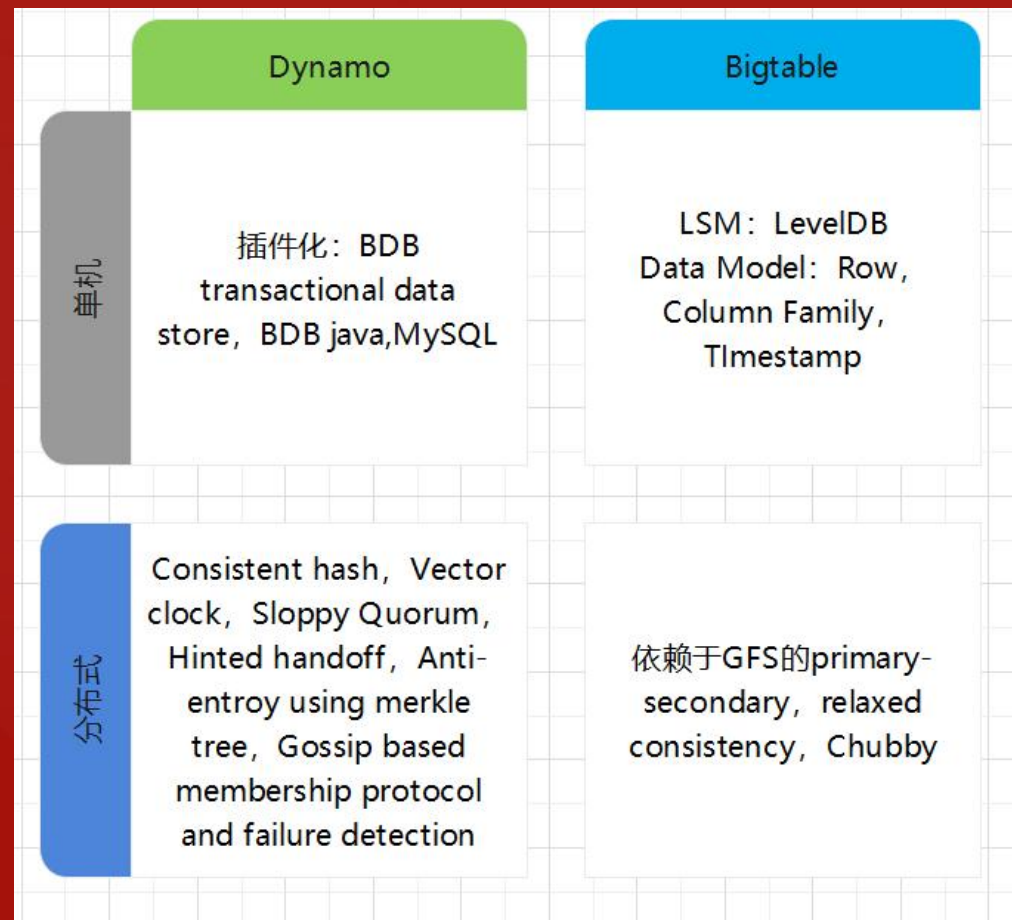 Dynamo
Bigtable
单机
插件化：BDB
transactional data
store，BDB java,MySQL
LSM：LevelDB
Data Model：Row，
Column Family，
TImestamp
分布式
Consistent hash，Vector
clock，Sloppy Quorum，
Hinted handoff，Anti-
entroy using merkle
tree，Gossip based
membership protocol
and failure detection
依赖于GFS的primary-
secondary，relaxed
consistency，Chubby